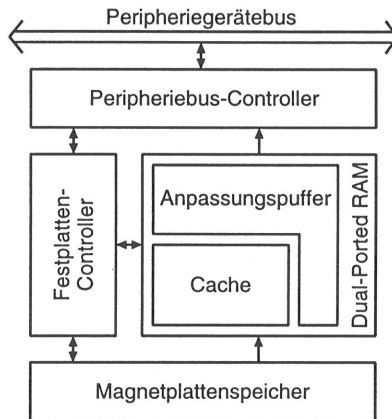 Peripheriegerätebus
Peripheriebus-Controller
Festplatten-
Controller
Anpassungspuffer
Cache
Dual-Ported RAM
Magnetplattenspeicher